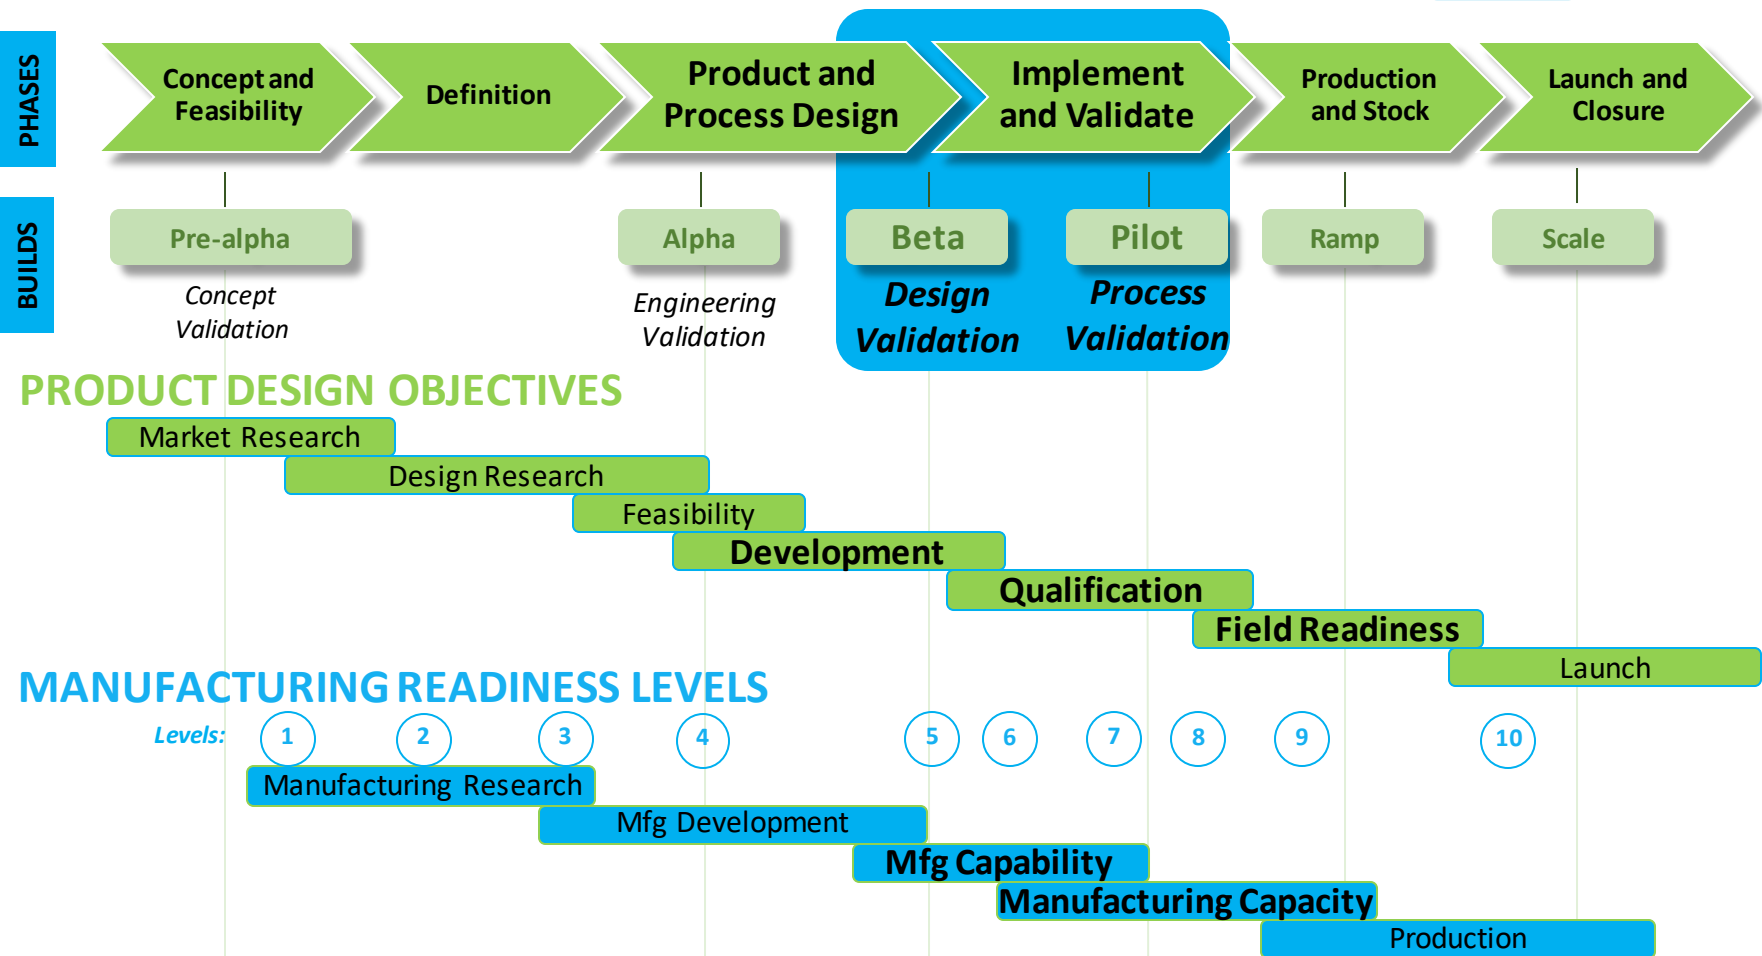 PHASES
Concept and
Feasibility
Definition
Product and
Process Design
Implement
and Validate
Production
and Stock
Launch and
Closure
BUILDS
Pre-alpha
Alpha
Beta
Pilot
Ramp
Scale
Concept
Validation
Engineering
Validation
Design
Validation
Process
Validation
PRODUCT DESIGN OBJECTIVES
Market Research
Design Research
Feasibility
Development
Qualification
Field Readiness
Launch
MANUFACTURING READINESS LEVELS
Levels: 1 2 3 4 5 6 7 8 9 10
Manufacturing Research
Mfg Development
Mfg Capability
Manufacturing Capacity
Production